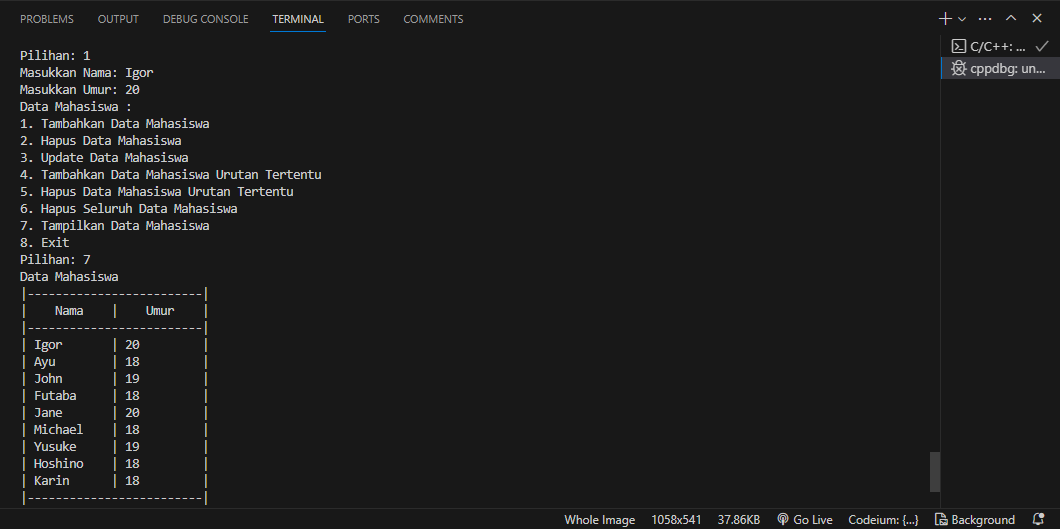 PROBLEMS OUTPUT DEBUG CONSOLE TERMINAL PORTS COMMENTS
C/C++: ...
cppdbg: un...
Pilihan: 1
Masukkan Nama: Igor
Masukkan Umur: 20
Data Mahasiswa :
1. Tambahkan Data Mahasiswa
2. Hapus Data Mahasiswa
3. Update Data Mahasiswa
4. Tambahkan Data Mahasiswa Urutan Tertentu
5. Hapus Data Mahasiswa Urutan Tertentu
6. Hapus Seluruh Data Mahasiswa
7. Tampilkan Data Mahasiswa
8. Exit
Pilihan: 7
Data Mahasiswa
|-------------------------|
|    Nama    |    Umur    |
|-------------------------|
| Igor       | 20         |
| Ayu        | 18         |
| John       | 19         |
| Futaba     | 18         |
| Jane       | 20         |
| Michael    | 18         |
| Yusuke     | 19         |
| Hoshino    | 18         |
| Karin      | 18         |
|-------------------------|
Whole Image 1058x541 37.86KB Go Live Codeium: {...} Background